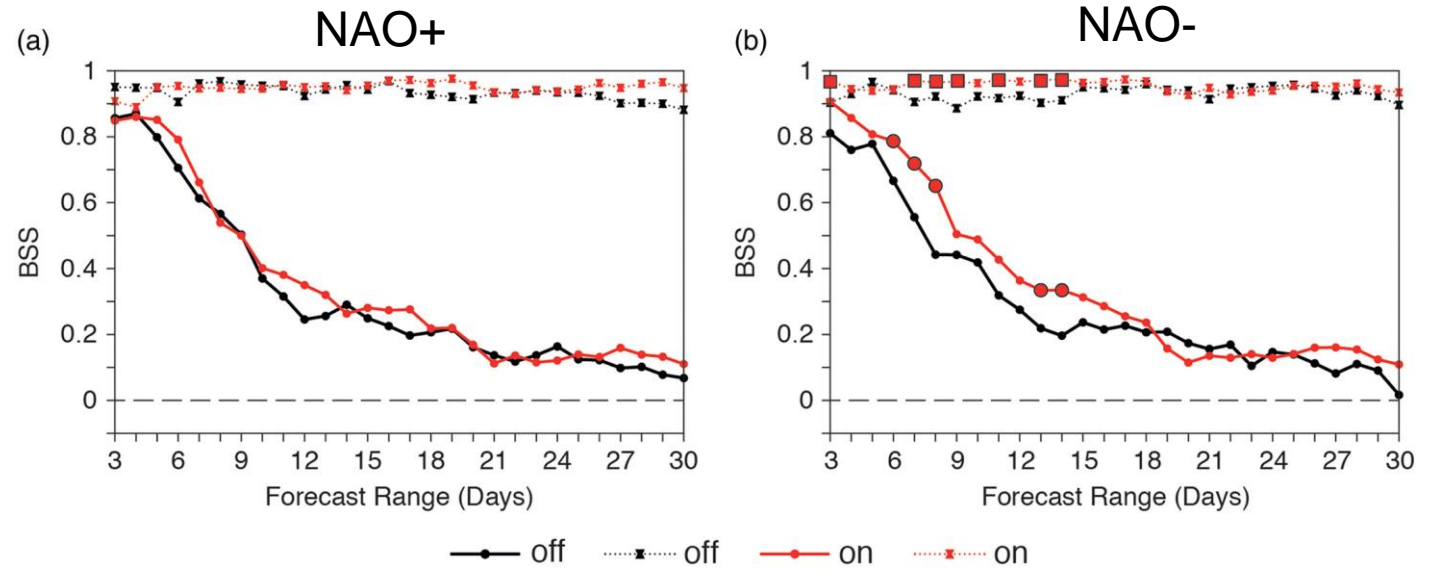 (a) NAO+
1
0.8
0.6
0.4
0.2
0
BSS
3 6 9 12 15 18 21 24 27 30
Forecast Range (Days)
(b) NAO-
1
0.8
0.6
0.4
0.2
0
BSS
3 6 9 12 15 18 21 24 27 30
Forecast Range (Days)
off off on on